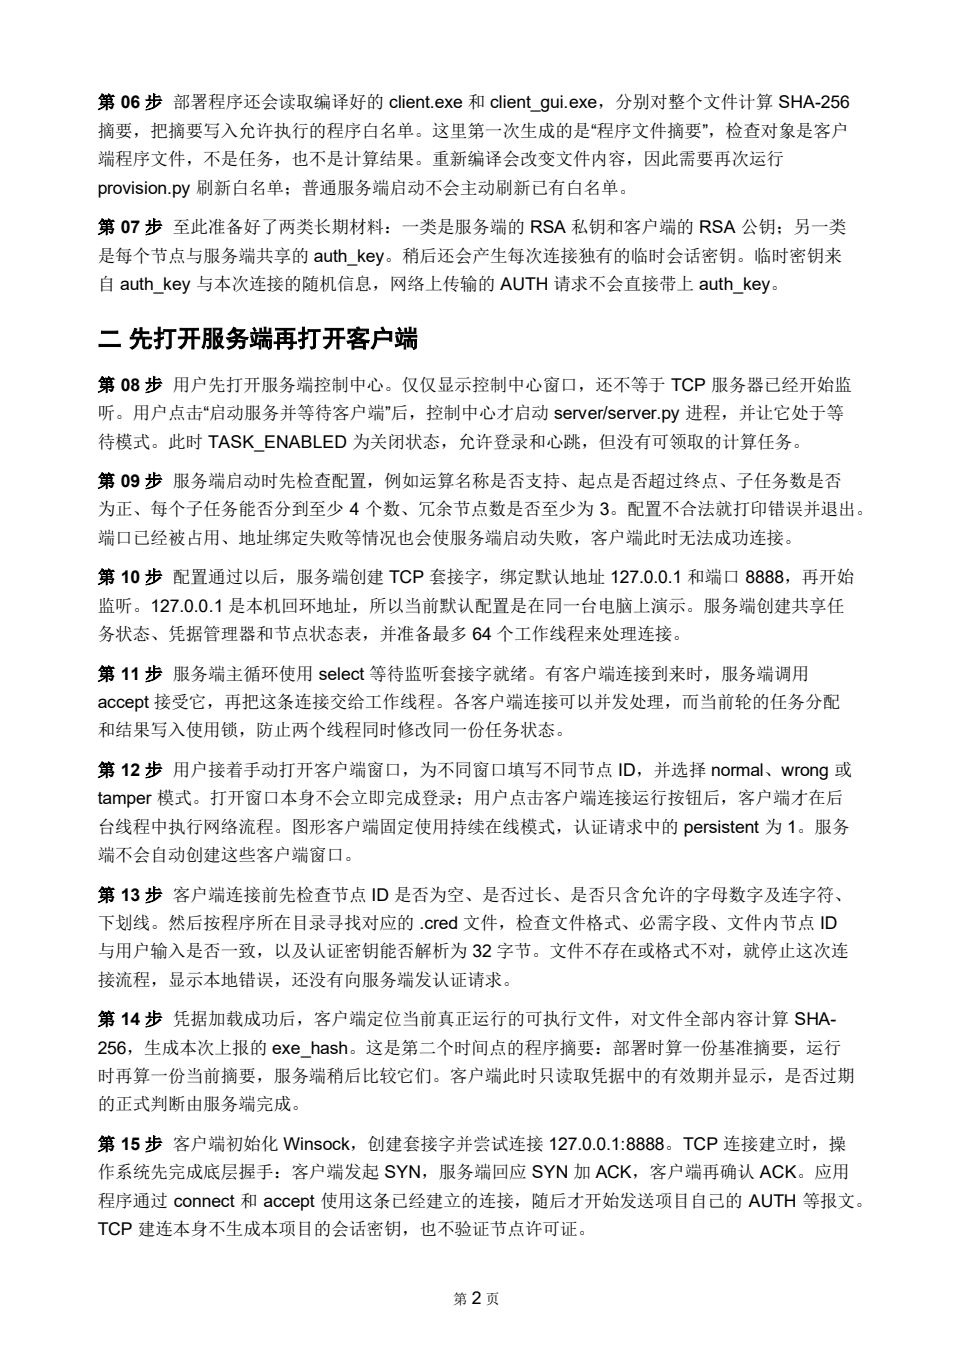 第 06 步 部署程序还会读取编译好的 client.exe 和 client_gui.exe，分别对整个文件计算 SHA-256
摘要，把摘要写入允许执行的程序白名单。这里第一次生成的是“程序文件摘要”，检查对象是客户
端程序文件，不是任务，也不是计算结果。重新编译会改变文件内容，因此需要再次运行
provision.py 刷新白名单；普通服务端启动不会主动刷新已有白名单。
第 07 步 至此准备好了两类长期材料：一类是服务端的 RSA 私钥和客户端的 RSA 公钥；另一类
是每个节点与服务端共享的 auth_key。稍后还会产生每次连接独有的临时会话密钥。临时密钥来
自 auth_key 与本次连接的随机信息，网络上传输的 AUTH 请求不会直接带上 auth_key。
二 先打开服务端再打开客户端
第 08 步 用户先打开服务端控制中心。仅仅显示控制中心窗口，还不等于 TCP 服务器已经开始监
听。用户点击“启动服务并等待客户端”后，控制中心才启动 server/server.py 进程，并让它处于等
待模式。此时 TASK_ENABLED 为关闭状态，允许登录和心跳，但没有可领取的计算任务。
第 09 步 服务端启动时先检查配置，例如运算名称是否支持、起点是否超过终点、子任务数是否
为正、每个子任务能否分到至少 4 个数、冗余节点数是否至少为 3。配置不合法就打印错误并退出。
端口已经被占用、地址绑定失败等情况也会使服务端启动失败，客户端此时无法成功连接。
第 10 步 配置通过以后，服务端创建 TCP 套接字，绑定默认地址 127.0.0.1 和端口 8888，再开始
监听。127.0.0.1 是本机回环地址，所以当前默认配置是在同一台电脑上演示。服务端创建共享任
务状态、凭据管理器和节点状态表，并准备最多 64 个工作线程来处理连接。
第 11 步 服务端主循环使用 select 等待监听套接字就绪。有客户端连接到来时，服务端调用
accept 接受它，再把这条连接交给工作线程。各客户端连接可以并发处理，而当前轮的任务分配
和结果写入使用锁，防止两个线程同时修改同一份任务状态。
第 12 步 用户接着手动打开客户端窗口，为不同窗口填写不同节点 ID，并选择 normal、wrong 或
tamper 模式。打开窗口本身不会立即完成登录；用户点击客户端连接运行按钮后，客户端才在后
台线程中执行网络流程。图形客户端固定使用持续在线模式，认证请求中的 persistent 为 1。服务
端不会自动创建这些客户端窗口。
第 13 步 客户端连接前先检查节点 ID 是否为空、是否过长、是否只含允许的字母数字及连字符、
下划线。然后按程序所在目录寻找对应的 .cred 文件，检查文件格式、必需字段、文件内节点 ID
与用户输入是否一致，以及认证密钥能否解析为 32 字节。文件不存在或格式不对，就停止这次连
接流程，显示本地错误，还没有向服务端发认证请求。
第 14 步 凭据加载成功后，客户端定位当前真正运行的可执行文件，对文件全部内容计算 SHA-
256，生成本次上报的 exe_hash。这是第二个时间点的程序摘要：部署时算一份基准摘要，运行
时再算一份当前摘要，服务端稍后比较它们。客户端此时只读取凭据中的有效期并显示，是否过期
的正式判断由服务端完成。
第 15 步 客户端初始化 Winsock，创建套接字并尝试连接 127.0.0.1:8888。TCP 连接建立时，操
作系统先完成底层握手：客户端发起 SYN，服务端回应 SYN 加 ACK，客户端再确认 ACK。应用
程序通过 connect 和 accept 使用这条已经建立的连接，随后才开始发送项目自己的 AUTH 等报文。
TCP 建连本身不生成本项目的会话密钥，也不验证节点许可证。
第 2 页